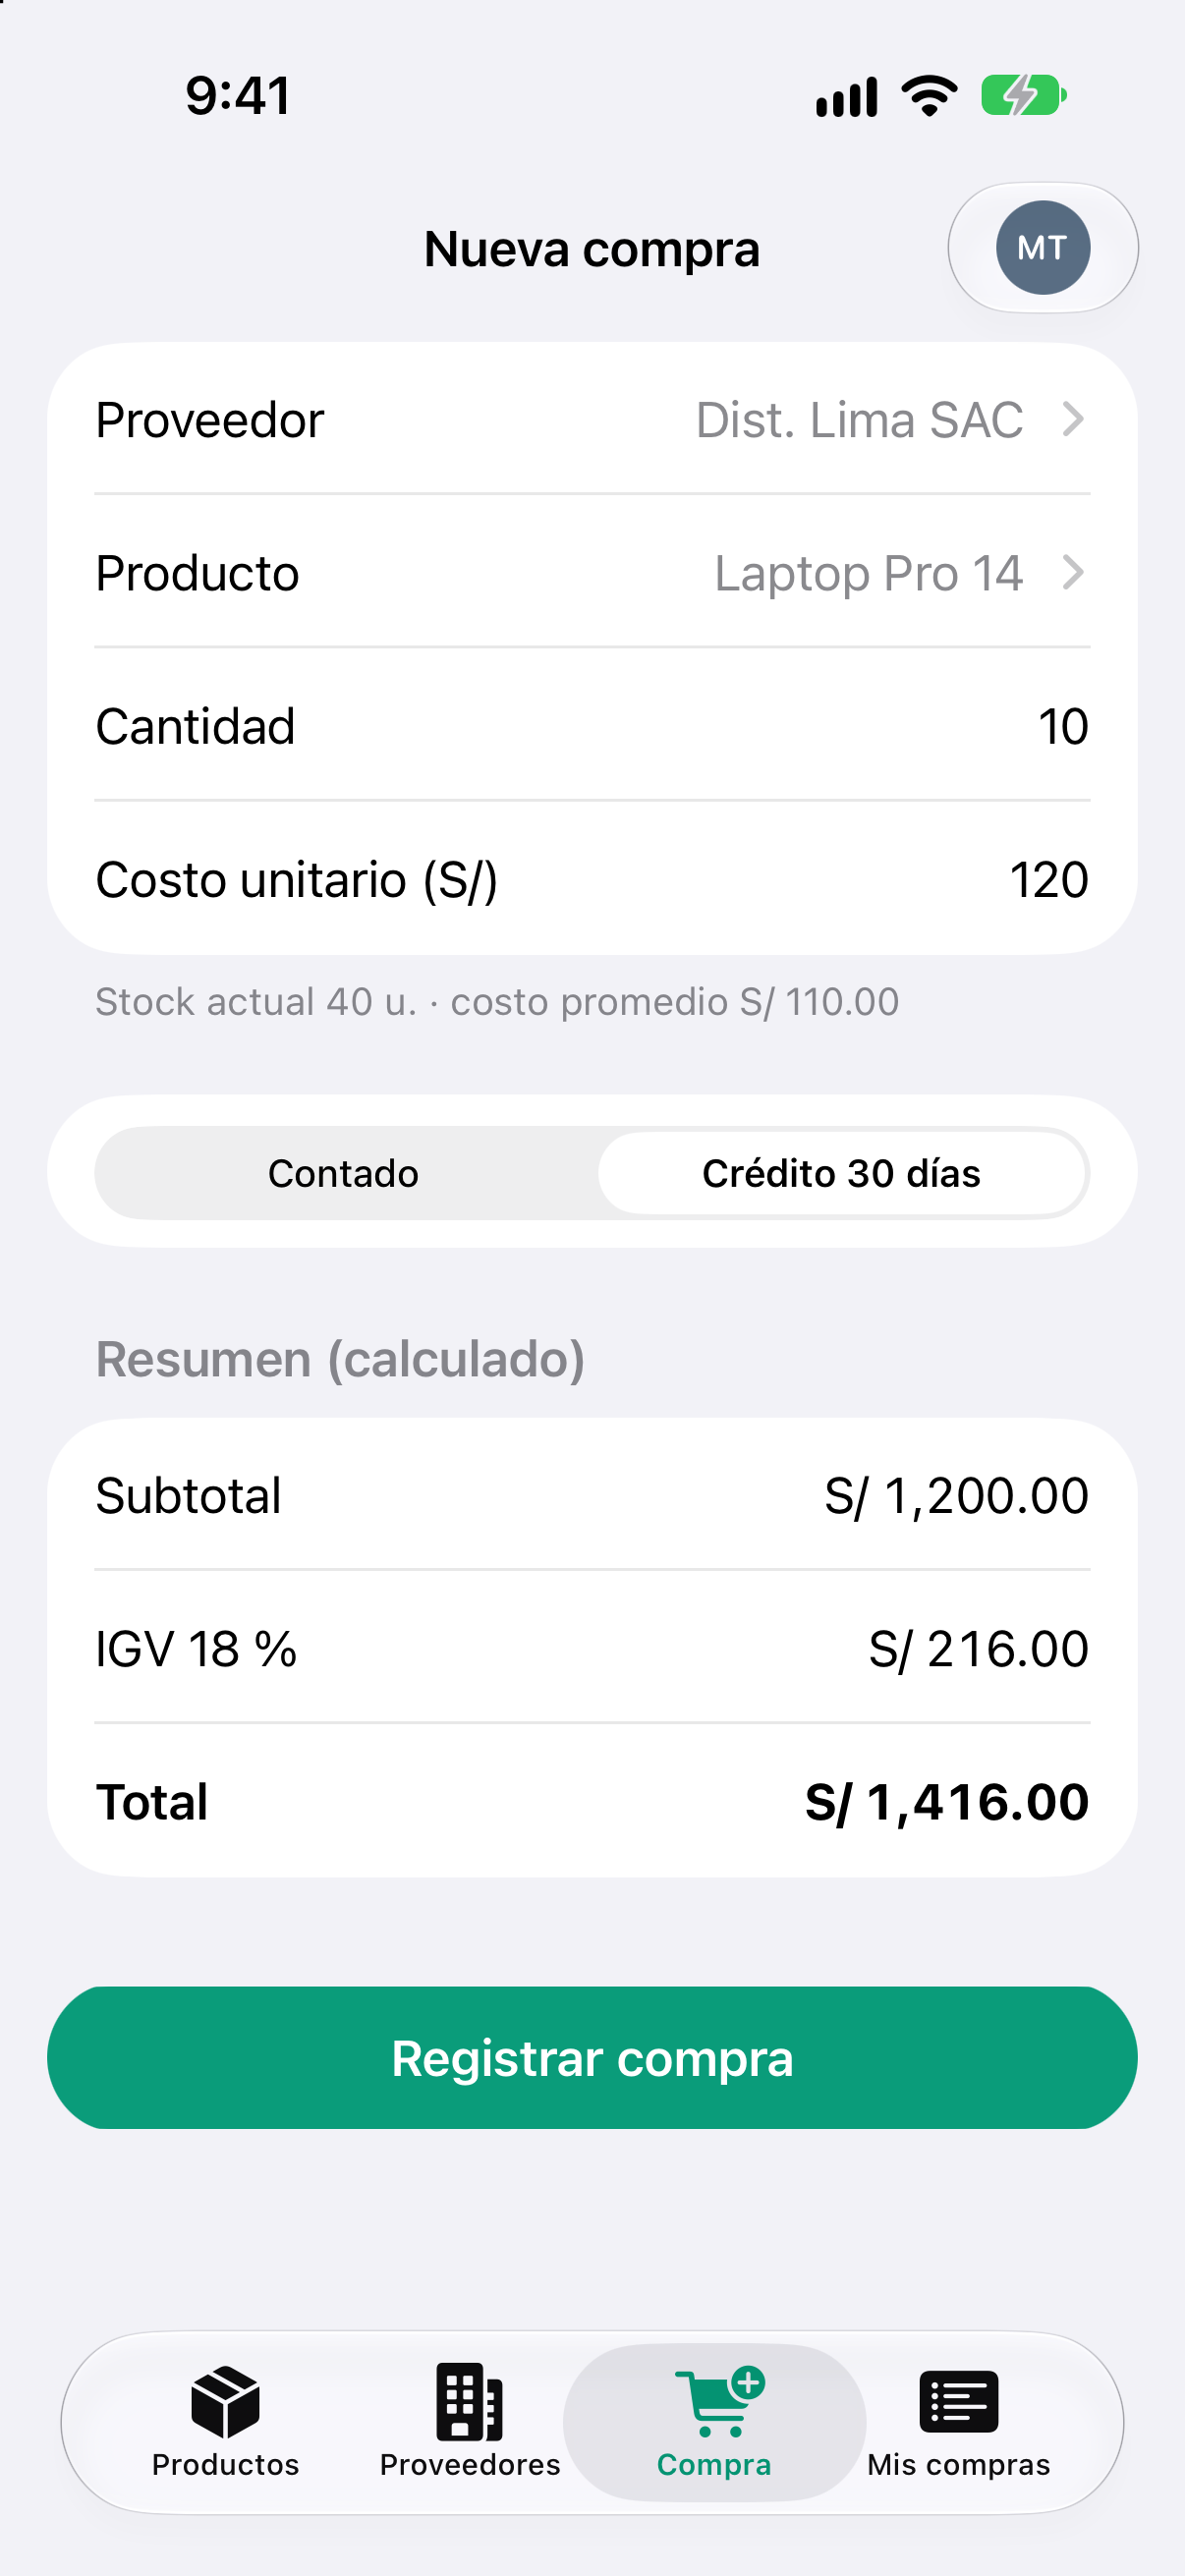 9:41
Nueva compra
MT
Proveedor Dist. Lima SAC
Producto Laptop Pro 14
Cantidad 10
Costo unitario (S/) 120
Stock actual 40 u. · costo promedio S/ 110.00
Contado Crédito 30 días
Resumen (calculado)
Subtotal S/ 1,200.00
IGV 18 % S/ 216.00
Total S/ 1,416.00
Registrar compra
Productos Proveedores Compra Mis compras